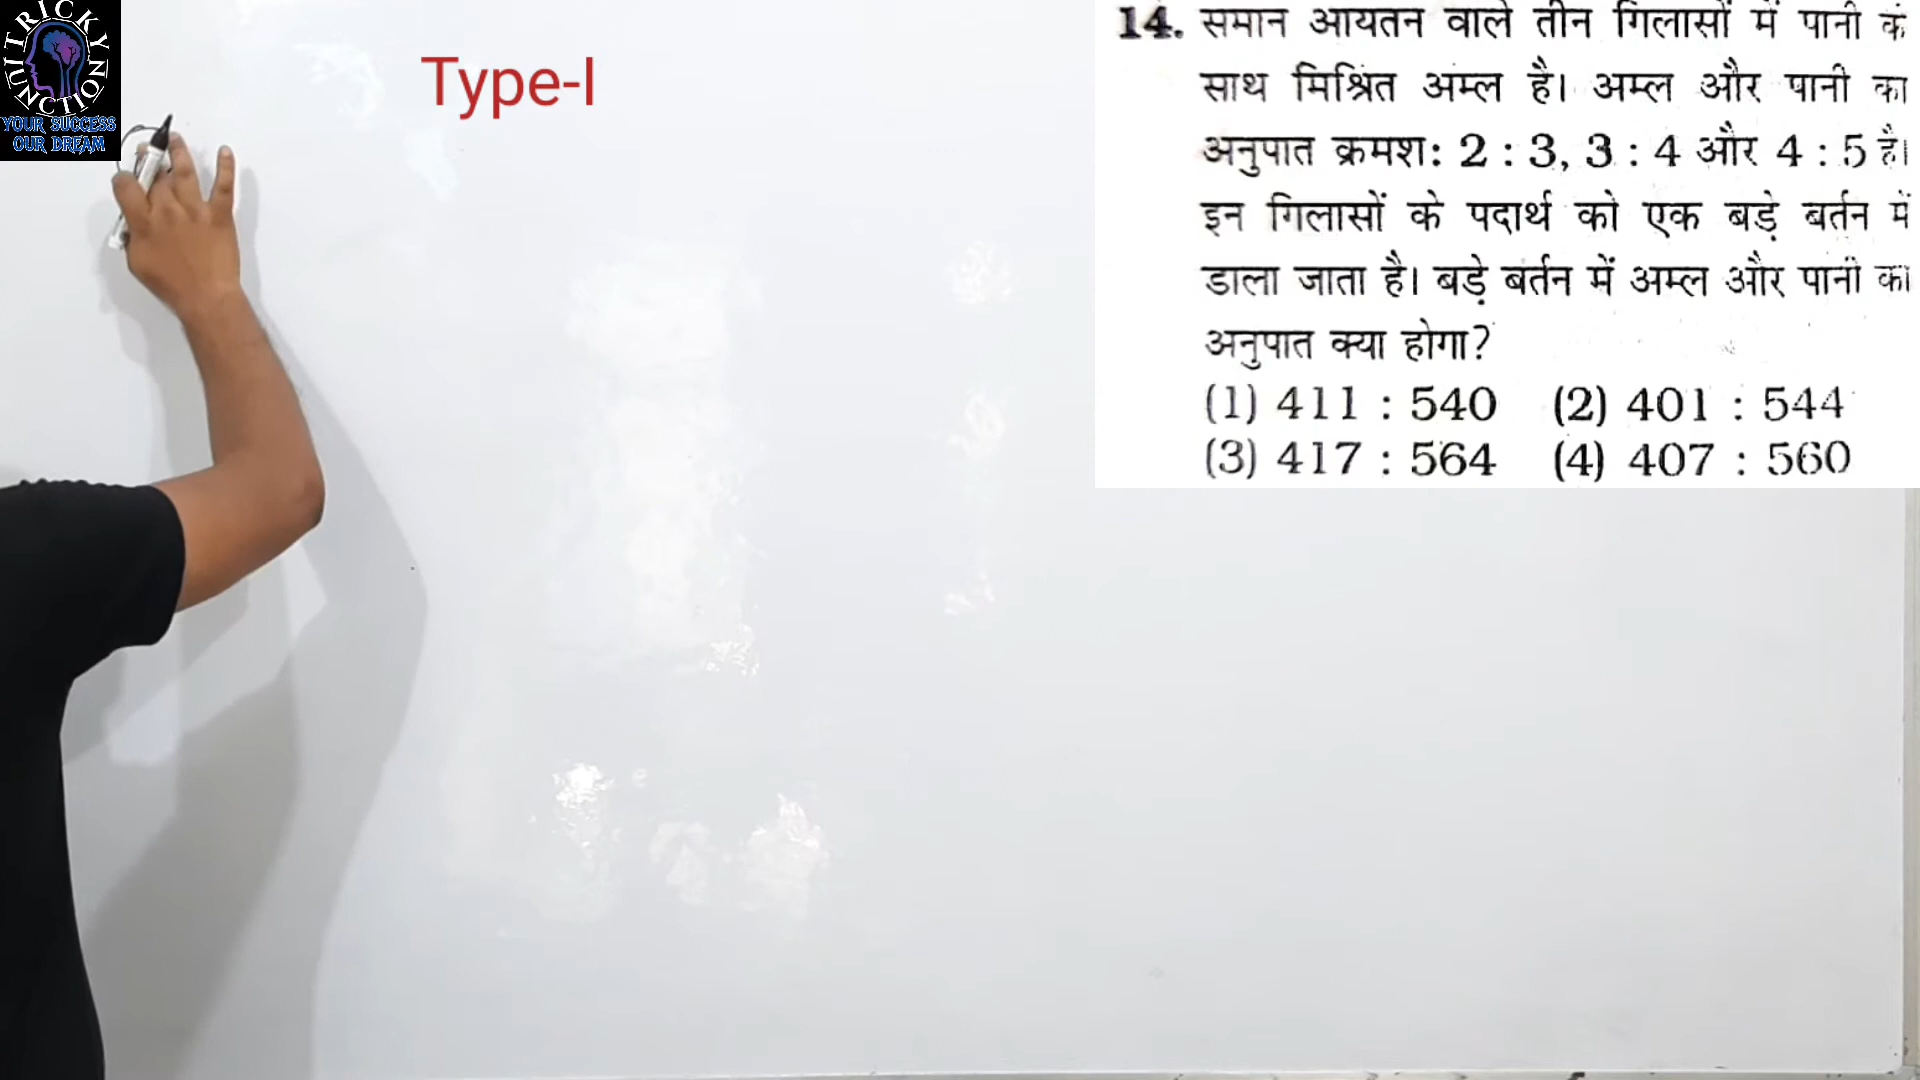 TRICKY
JUNCTION
YOUR SUCCESS
OUR DREAM
Type-I
14. समान आयतन वाले तीन गिलासों में पानी के
साथ मिश्रित अम्ल है। अम्ल और पानी का
अनुपात क्रमश: 2 : 3, 3 : 4 और 4 : 5 है।
इन गिलासों के पदार्थ को एक बड़े बर्तन में
डाला जाता है। बड़े बर्तन में अम्ल और पानी का
अनुपात क्या होगा?
(1) 411 : 540 (2) 401 : 544
(3) 417 : 564 (4) 407 : 560